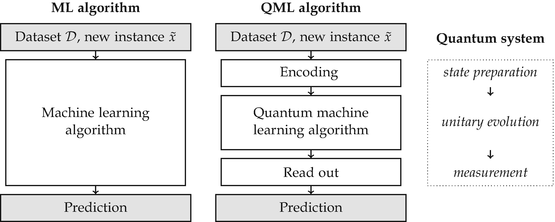 ML algorithm
Dataset 𝒟, new instance x̃
Machine learning
algorithm
Prediction
QML algorithm
Dataset 𝒟, new instance x̃
Encoding
Quantum machine
learning algorithm
Read out
Prediction
Quantum system
state preparation
unitary evolution
measurement